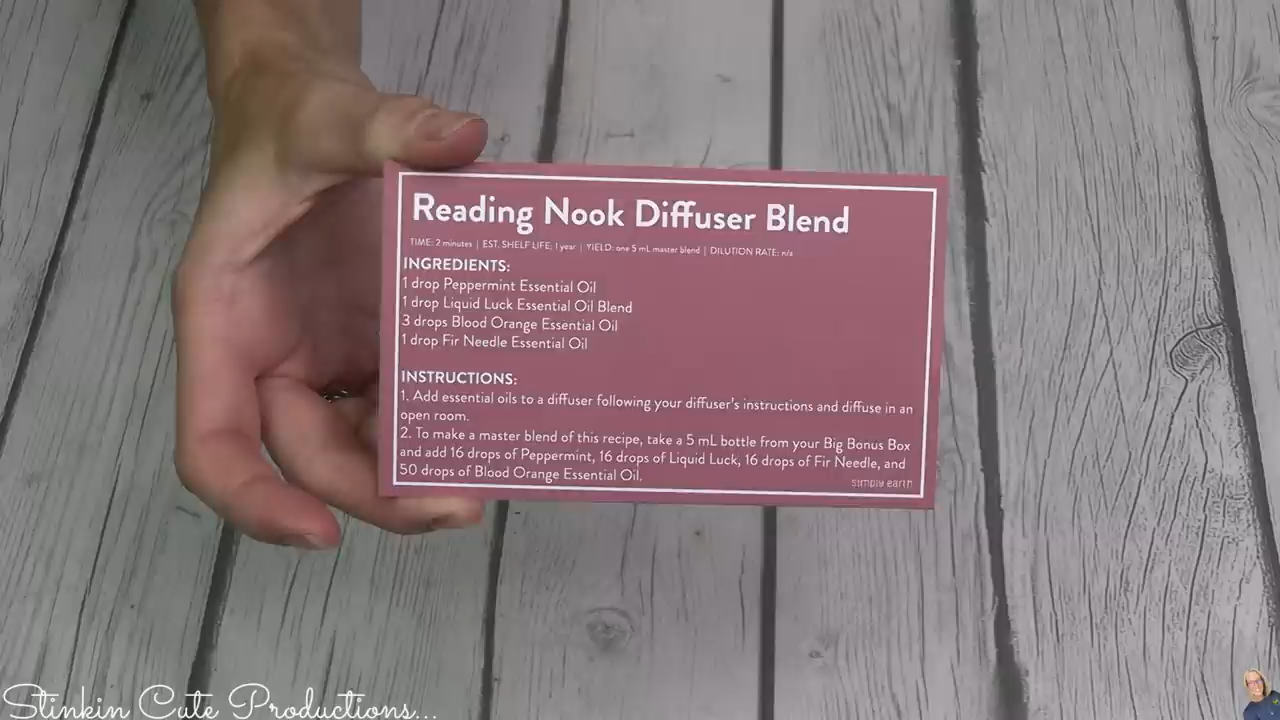 Reading Nook Diffuser Blend
TIME: 2 minutes | EST. SHELF LIFE: 1 year | YIELD: one 5 mL master blend | DILUTION RATE: n/a
INGREDIENTS:
1 drop Peppermint Essential Oil
1 drop Liquid Luck Essential Oil Blend
3 drops Blood Orange Essential Oil
1 drop Fir Needle Essential Oil
INSTRUCTIONS:
1. Add essential oils to a diffuser following your diffuser's instructions and diffuse in an
open room.
2. To make a master blend of this recipe, take a 5 mL bottle from your Big Bonus Box
and add 16 drops of Peppermint, 16 drops of Liquid Luck, 16 drops of Fir Needle, and
50 drops of Blood Orange Essential Oil.
simply earth
Stinkin Cute Productions...